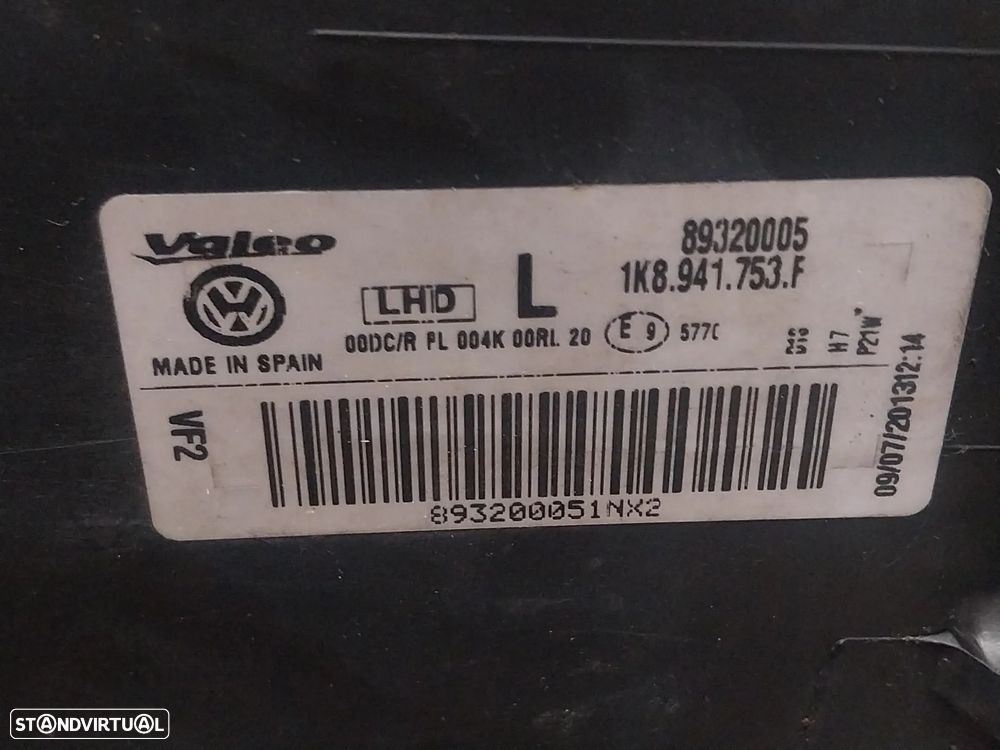 Valeo
89320005
1K8.941.753.F
LHD L
00DC/R PL 004K 00RL 20 E 9 577
MADE IN SPAIN
H7
P21W
VF2
09/07/201312:14
893200051NX2
STANDVIRTUAL